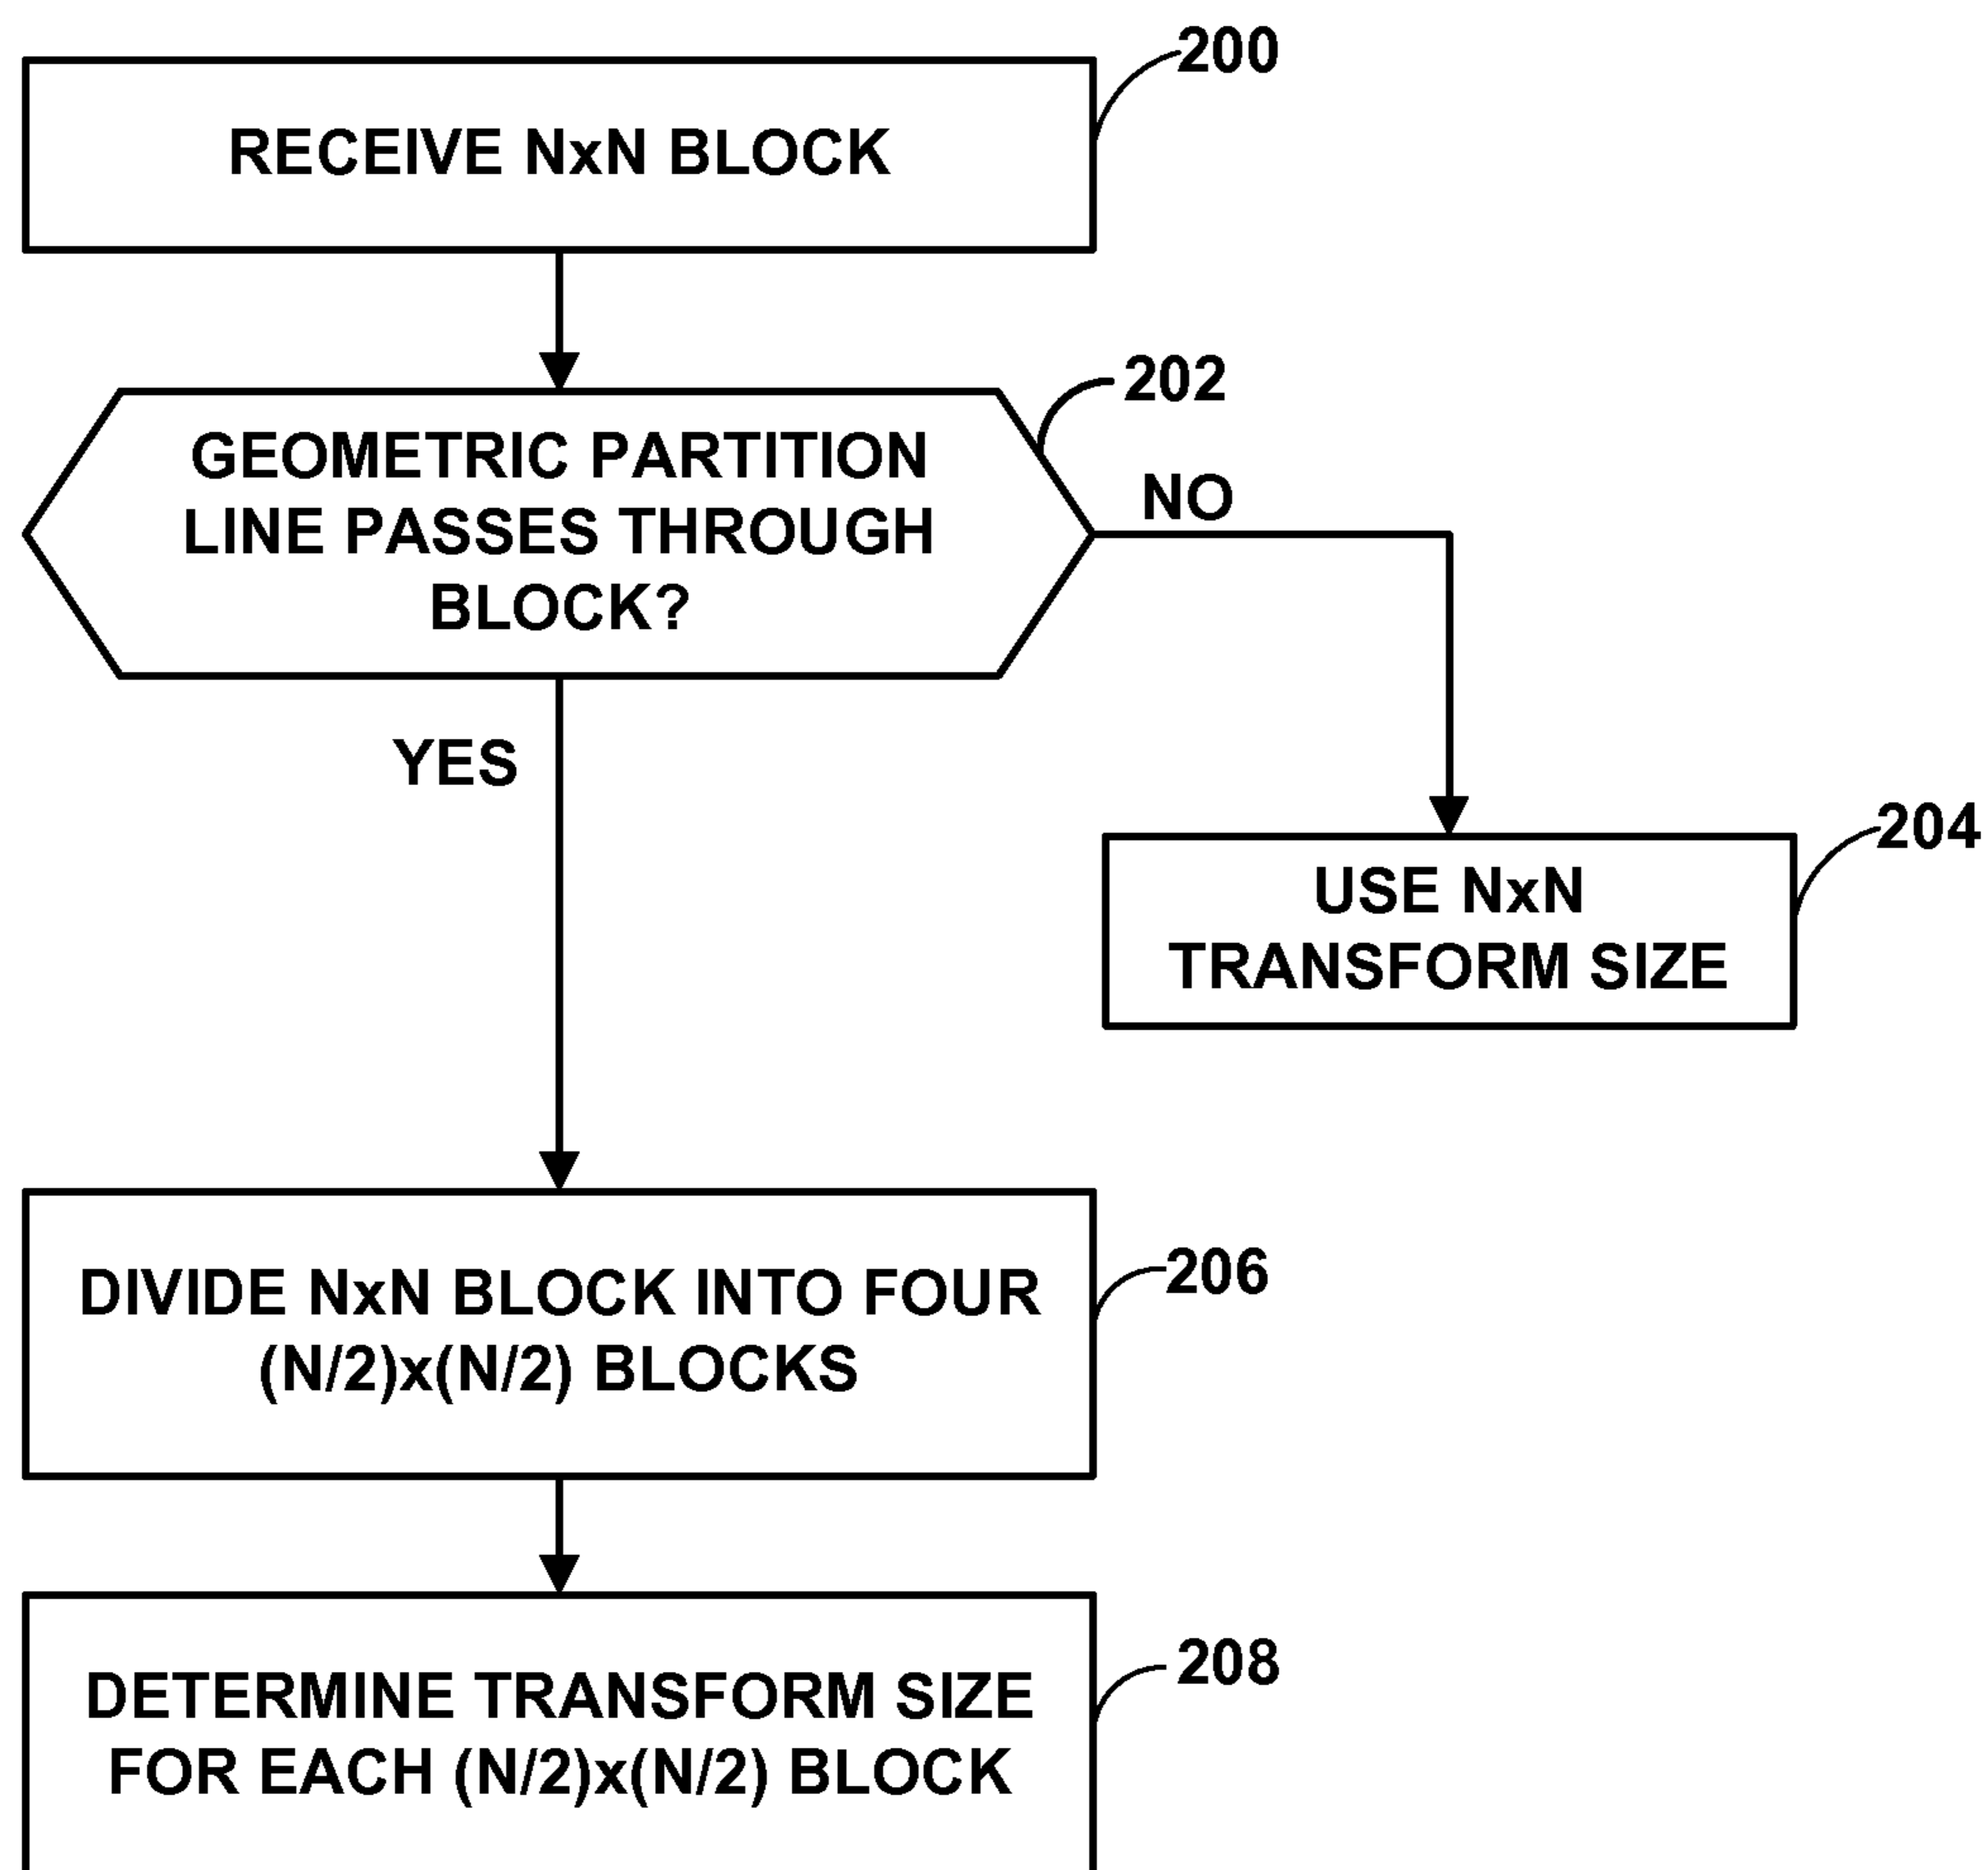 200
RECEIVE NxN BLOCK
202
GEOMETRIC PARTITION
LINE PASSES THROUGH
BLOCK?
NO
YES
204
USE NxN
TRANSFORM SIZE
206
DIVIDE NxN BLOCK INTO FOUR
(N/2)x(N/2) BLOCKS
208
DETERMINE TRANSFORM SIZE
FOR EACH (N/2)x(N/2) BLOCK